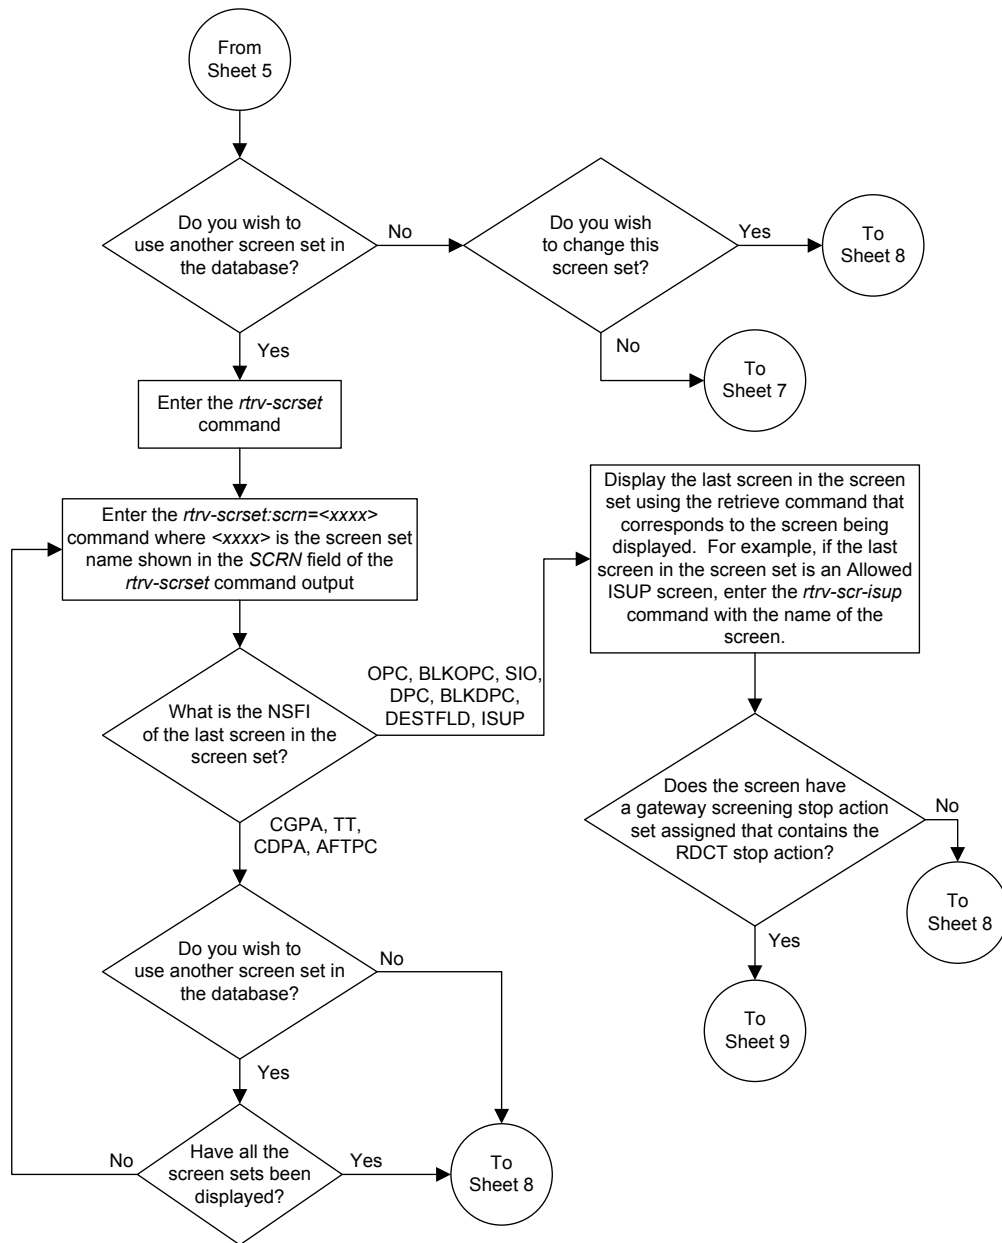 From
Sheet 5
Do you wish to
use another screen set in
the database?
No
Do you wish
to change this
screen set?
Yes
To
Sheet 8
Yes
No
To
Sheet 7
Enter the rtrv-scrset
command
Enter the rtrv-scrset:scrn=<xxxx>
command where <xxxx> is the screen set
name shown in the SCRN field of the
rtrv-scrset command output
Display the last screen in the screen
set using the retrieve command that
corresponds to the screen being
displayed. For example, if the last
screen in the screen set is an Allowed
ISUP screen, enter the rtrv-scr-isup
command with the name of the
screen.
What is the NSFI
of the last screen in the
screen set?
OPC, BLKOPC, SIO,
DPC, BLKDPC,
DESTFLD, ISUP
CGPA, TT,
CDPA, AFTPC
Does the screen have
a gateway screening stop action
set assigned that contains the
RDCT stop action?
No
To
Sheet 8
Yes
To
Sheet 9
Do you wish to
use another screen set in
the database?
No
Yes
Have all the
screen sets been
displayed?
No
Yes
To
Sheet 8